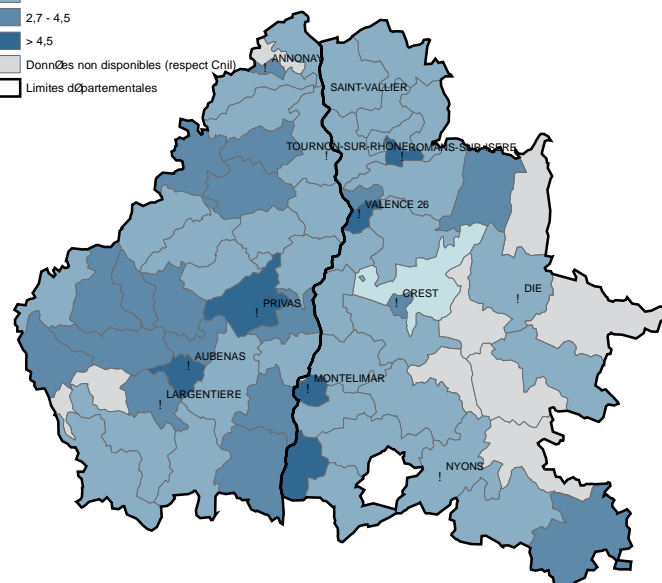 2,7 - 4,5
> 4,5
DonnØes non disponibles (respect Cnil)
Limites dØpartementales
ANNONAY
SAINT-VALLIER
TOURNON-SUR-RHONE
ROMANS-SUR-ISERE
VALENCE 26
DIE
CREST
PRIVAS
AUBENAS
MONTELIMAR
LARGENTIERE
NYONS